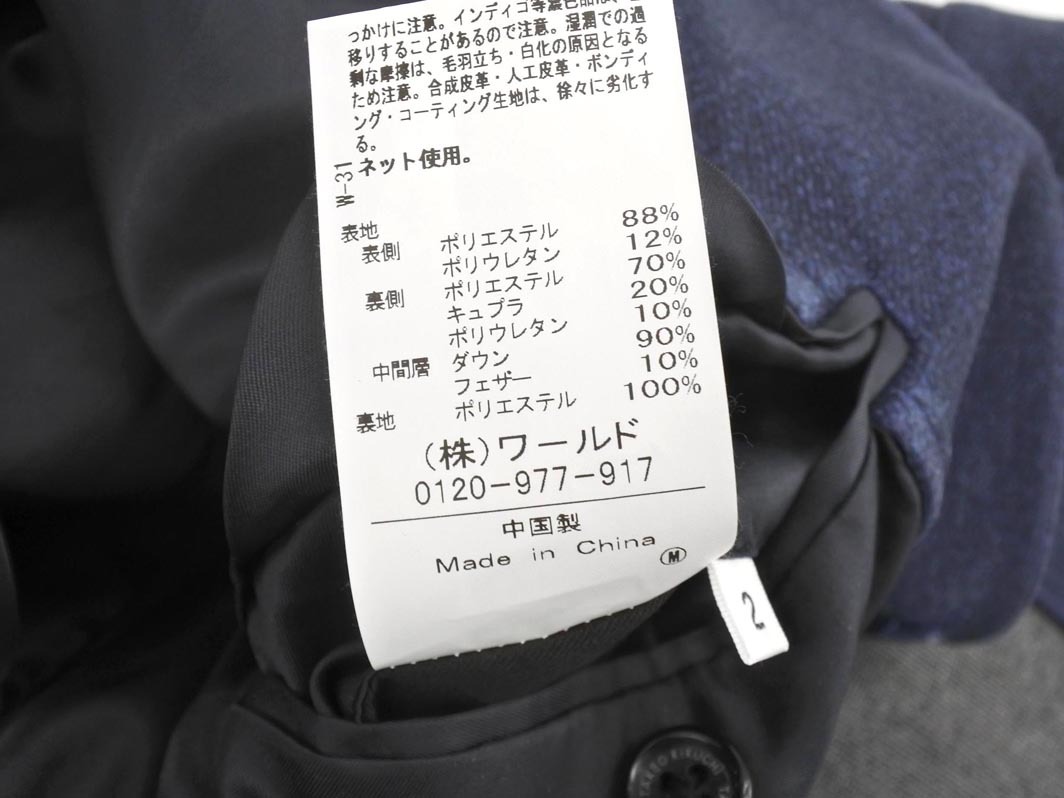 っかけに注意。インディゴ等濃色品は、
移りすることがあるので注意。湿潤での過
剰な摩擦は、毛羽立ち・白化の原因となる
ため注意。合成皮革・人工皮革・ボンディ
ング・コーティング生地は、徐々に劣化す
る。
ネット使用。
W-31
表地
表側 ポリエステル 88%
ポリウレタン 12%
裏側 ポリエステル 70%
キュプラ 20%
ポリウレタン 10%
中間層 ダウン 90%
フェザー 10%
裏地 ポリエステル 100%
(株)ワールド
0120-977-917
中国製
Made in China
M
2
KIKUCHI